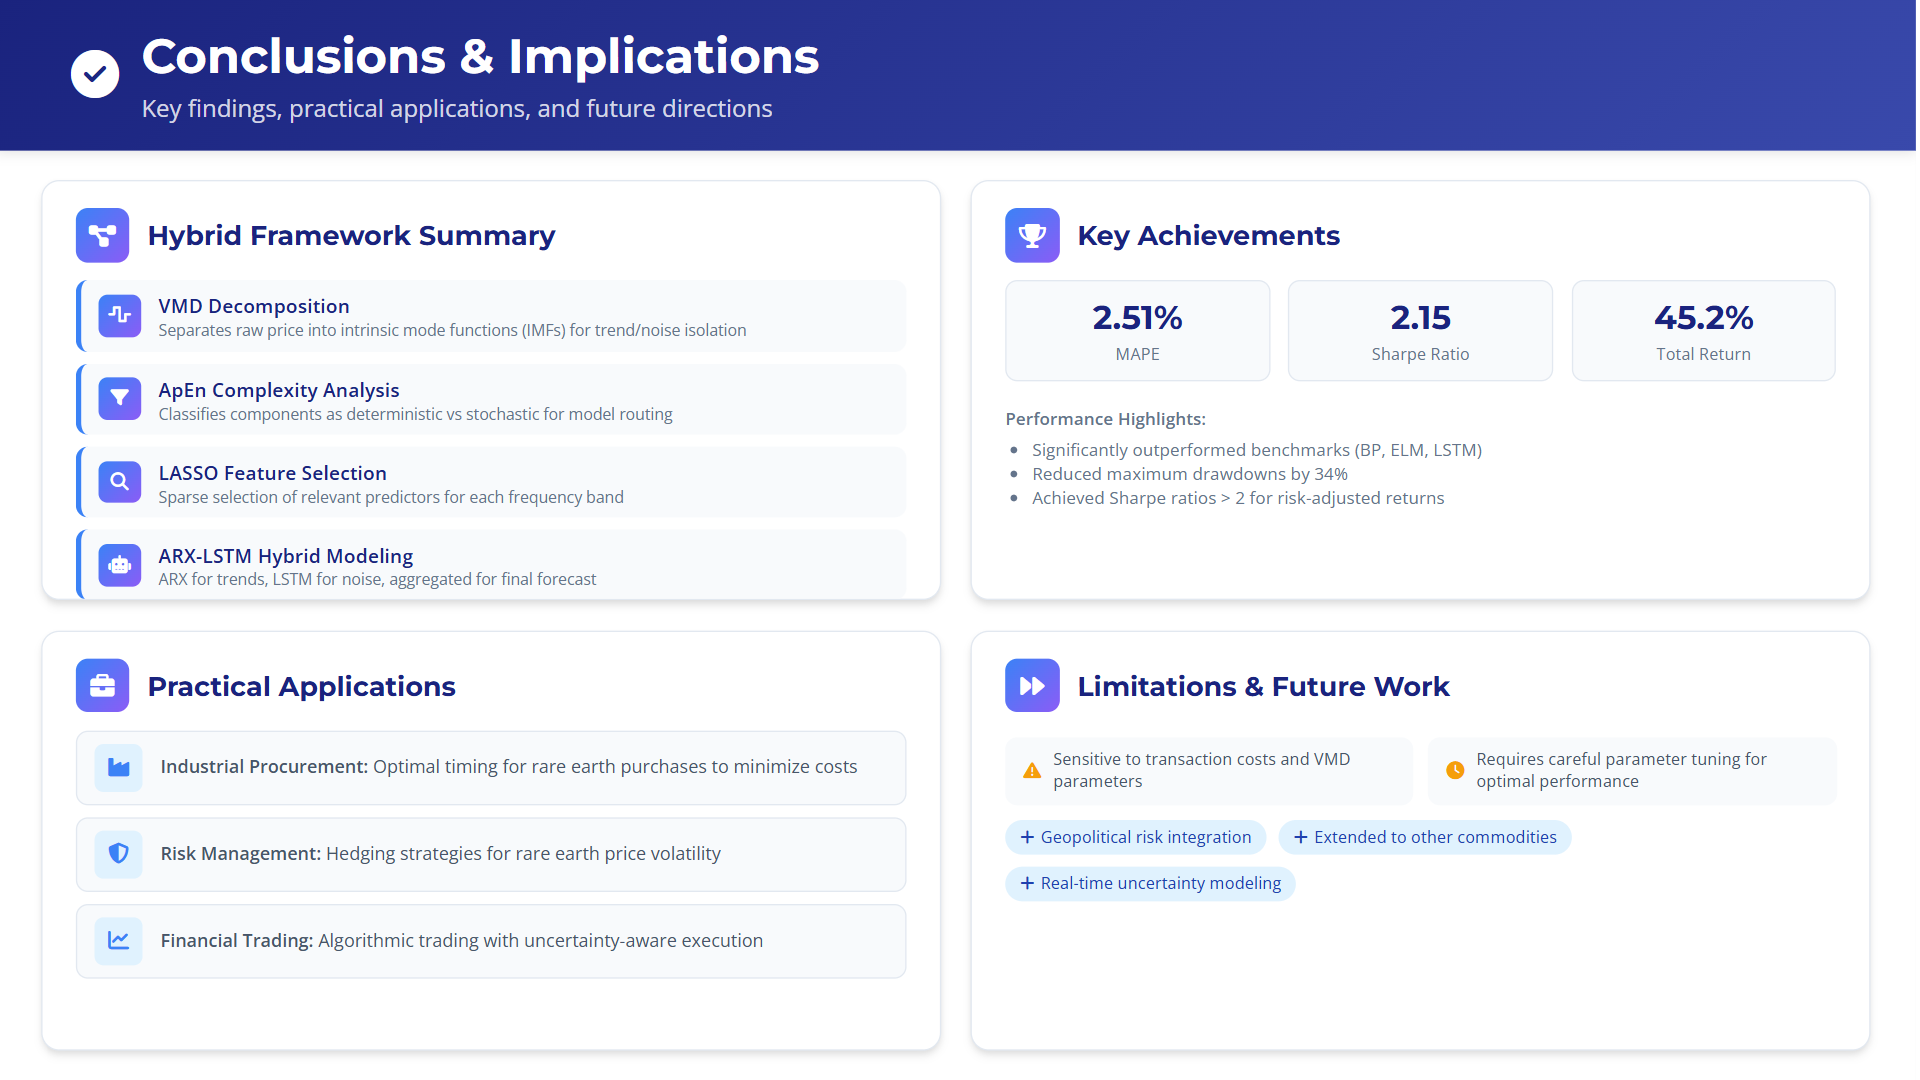 Conclusions & Implications
Key findings, practical applications, and future directions
Hybrid Framework Summary
VMD Decomposition
Separates raw price into intrinsic mode functions (IMFs) for trend/noise isolation
ApEn Complexity Analysis
Classifies components as deterministic vs stochastic for model routing
LASSO Feature Selection
Sparse selection of relevant predictors for each frequency band
ARX-LSTM Hybrid Modeling
ARX for trends, LSTM for noise, aggregated for final forecast
Key Achievements
2.51%
MAPE
2.15
Sharpe Ratio
45.2%
Total Return
Performance Highlights:
Significantly outperformed benchmarks (BP, ELM, LSTM)
Reduced maximum drawdowns by 34%
Achieved Sharpe ratios > 2 for risk-adjusted returns
Practical Applications
Industrial Procurement: Optimal timing for rare earth purchases to minimize costs
Risk Management: Hedging strategies for rare earth price volatility
Financial Trading: Algorithmic trading with uncertainty-aware execution
Limitations & Future Work
Sensitive to transaction costs and VMD
parameters
Requires careful parameter tuning for
optimal performance
+ Geopolitical risk integration
+ Extended to other commodities
+ Real-time uncertainty modeling